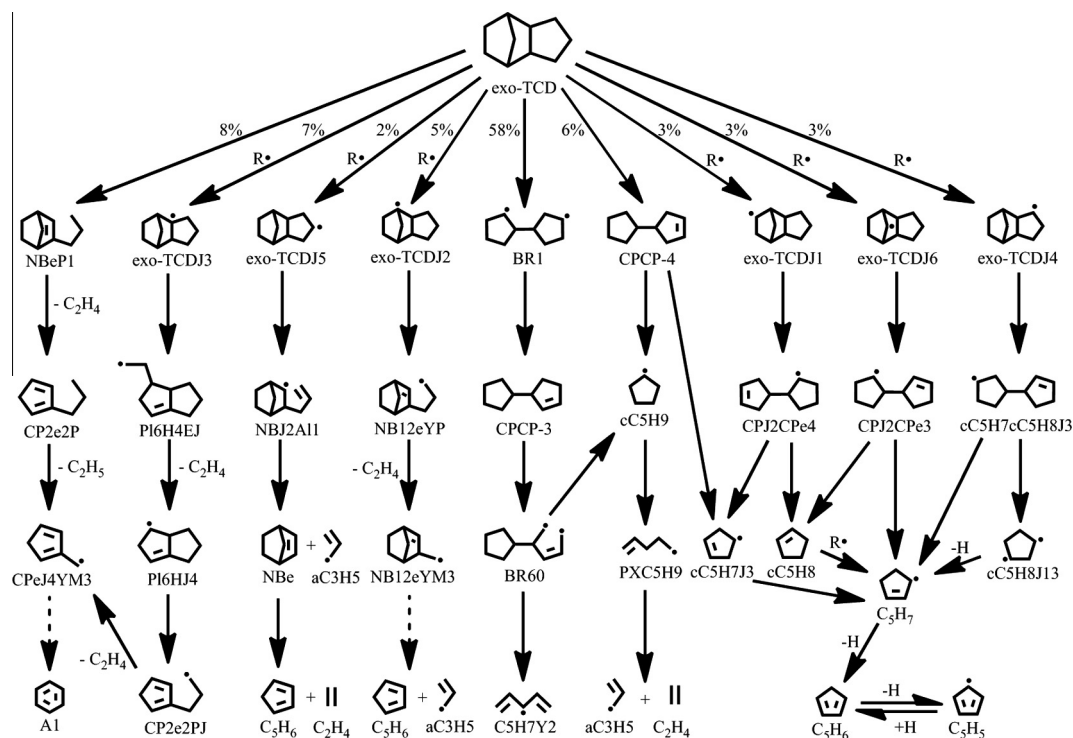 exo-TCD
8% 7% 2% 5% 58% 6% 3% 3% 3%
R• R• R• R• R• R•
NBeP1 exo-TCDJ3 exo-TCDJ5 exo-TCDJ2 BR1 CPCP-4 exo-TCDJ1 exo-TCDJ6 exo-TCDJ4
- C₂H₄
CP2e2P Pl6H4EJ NBJ2Al1 NB12eYP CPCP-3 cC5H9 CPJ2CPe4 CPJ2CPe3 cC5H7cC5H8J3
- C₂H₅ - C₂H₄ - C₂H₄
R• -H
CPeJ4YM3 Pl6HJ4 NBe + aC3H5 NB12eYM3 BR60 PXC5H9 cC5H7J3 cC5H8 C₅H₇ cC5H8J13
- C₂H₄ -H
A1 CP2e2PJ C₅H₆ + C₂H₄ C₅H₆ + aC3H5 C5H7Y2 aC3H5 + C₂H₄ C₅H₆ -H +H C₅H₅